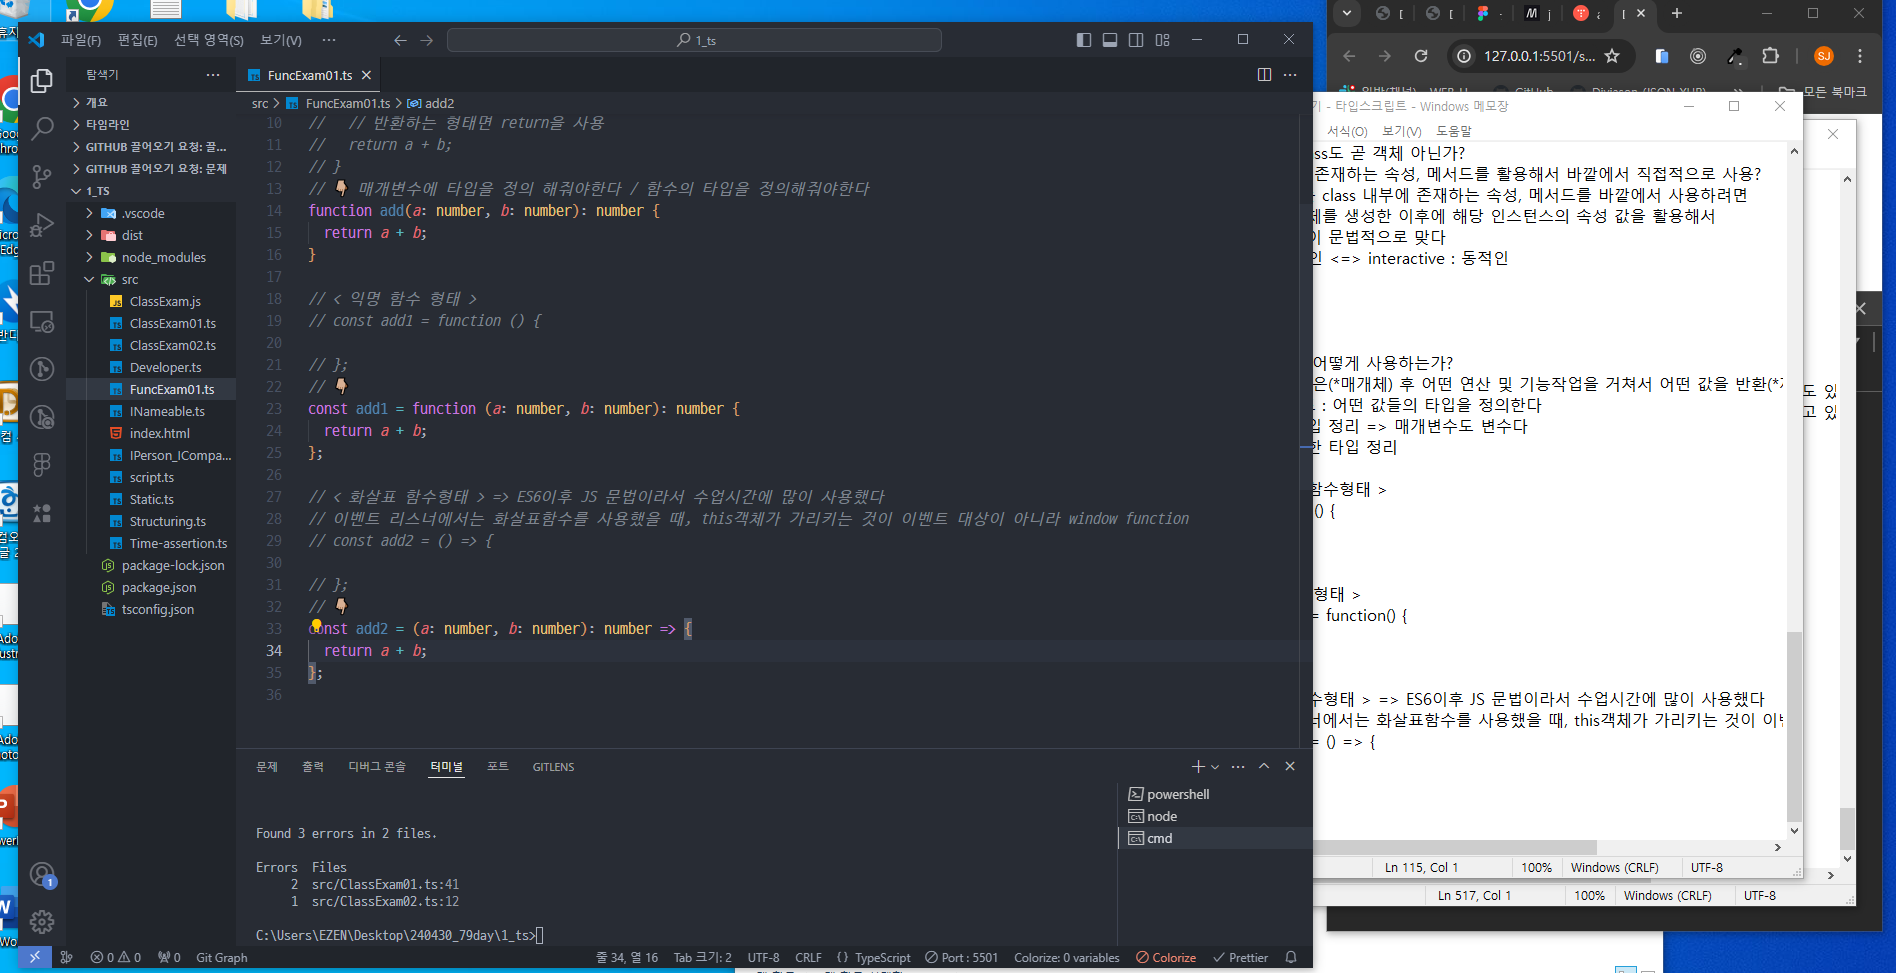 파일(F) 편집(E) 선택 영역(S) 보기(V) ··· 1_ts
탐색기 ···
개요
타임라인
GITHUB 끌어오기 요청: 끌...
GITHUB 끌어오기 요청: 문제
1_TS
.vscode
dist
node_modules
src
ClassExam.js
ClassExam01.ts
ClassExam02.ts
Developer.ts
FuncExam01.ts
INameable.ts
index.html
IPerson_ICompa...
script.ts
Static.ts
Structuring.ts
Time-assertion.ts
package-lock.json
package.json
tsconfig.json
FuncExam01.ts
src > FuncExam01.ts > add2
10 // // 반환하는 형태면 return을 사용
11 // return a + b;
12 // }
13 // 👇 매개변수에 타입을 정의 해줘야한다 / 함수의 타입을 정의해줘야한다
14 function add(a: number, b: number): number {
15 return a + b;
16 }
17
18 // < 익명 함수 형태 >
19 // const add1 = function () {
20
21 // };
22 // 👇
23 const add1 = function (a: number, b: number): number {
24 return a + b;
25 };
26
27 // < 화살표 함수형태 > => ES6이후 JS 문법이라서 수업시간에 많이 사용했다
28 // 이벤트 리스너에서는 화살표함수를 사용했을 때, this객체가 가리키는 것이 이벤트 대상이 아니라 window function
29 // const add2 = () => {
30
31 // };
32 // 👇
33 const add2 = (a: number, b: number): number => {
34 return a + b;
35 };
36
문제 출력 디버그 콘솔 터미널 포트 GITLENS
Found 3 errors in 2 files.
Errors Files
2 src/ClassExam01.ts:41
1 src/ClassExam02.ts:12
C:\Users\EZEN\Desktop\240430_79day\1_ts>
powershell
node
cmd
0 0 0 Git Graph 줄 34, 열 16 Tab 크기: 2 UTF-8 CRLF {} TypeScript Port : 5501 Colorize: 0 variables Colorize Prettier
127.0.0.1:5501/s...
SJ
GitHub
모든 북마크
- 타입스크립트 - Windows 메모장
서식(O) 보기(V) 도움말
ss도 곧 객체 아닌가?
존재하는 속성, 메서드를 활용해서 바깥에서 직접적으로 사용?
class 내부에 존재하는 속성, 메서드를 바깥에서 사용하려면
를 생성한 이후에 해당 인스턴스의 속성 값을 활용해서
이 문법적으로 맞다
인 <=> interactive : 동적인
어떻게 사용하는가?
은(*매개체) 후 어떤 연산 및 기능작업을 거쳐서 어떤 값을 반환(*
: 어떤 값들의 타입을 정의한다
입 정리 => 매개변수도 변수다
한 타입 정리
함수형태 >
() {
형태 >
= function() {
수형태 > => ES6이후 JS 문법이라서 수업시간에 많이 사용했다
너에서는 화살표함수를 사용했을 때, this객체가 가리키는 것이 이
= () => {
도 있
고 있
Ln 115, Col 1 100% Windows (CRLF) UTF-8
Ln 517, Col 1 100% Windows (CRLF) UTF-8